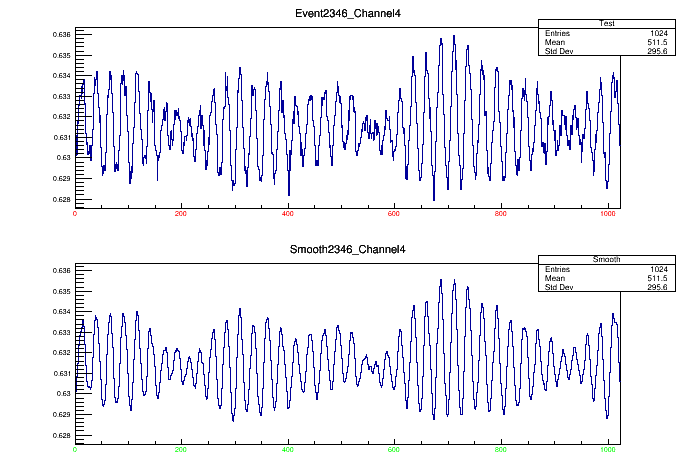 Event2346_Channel4
Test
Entries 1024
Mean 511.5
Std Dev 295.6
0.636
0.635
0.634
0.633
0.632
0.631
0.63
0.629
0.628
0 200 400 600 800 1000
Smooth2346_Channel4
Smooth
Entries 1024
Mean 511.5
Std Dev 295.6
0.636
0.635
0.634
0.633
0.632
0.631
0.63
0.629
0.628
0 200 400 600 800 1000